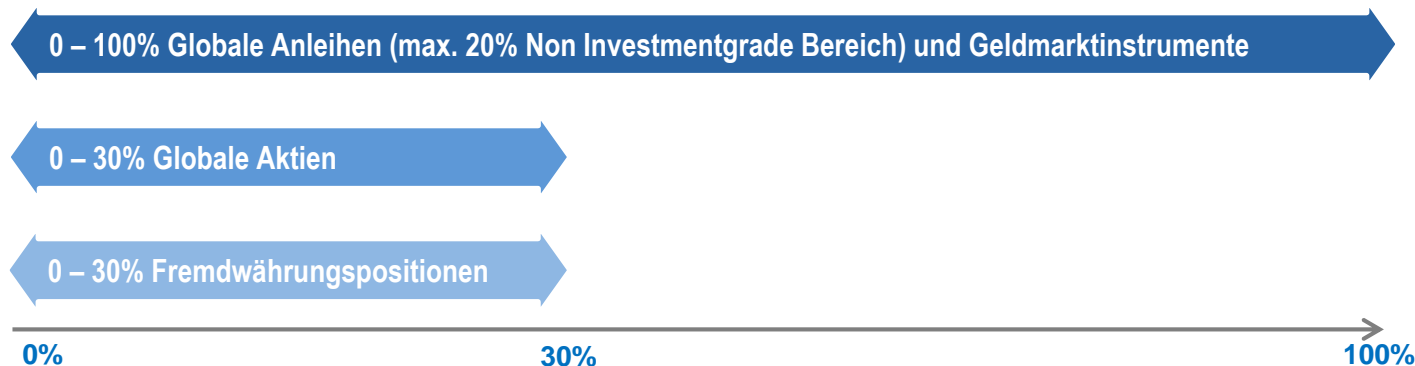 0 – 100% Globale Anleihen (max. 20% Non Investmentgrade Bereich) und Geldmarktinstrumente
0 – 30% Globale Aktien
0 – 30% Fremdwährungspositionen
0% 30% 100%